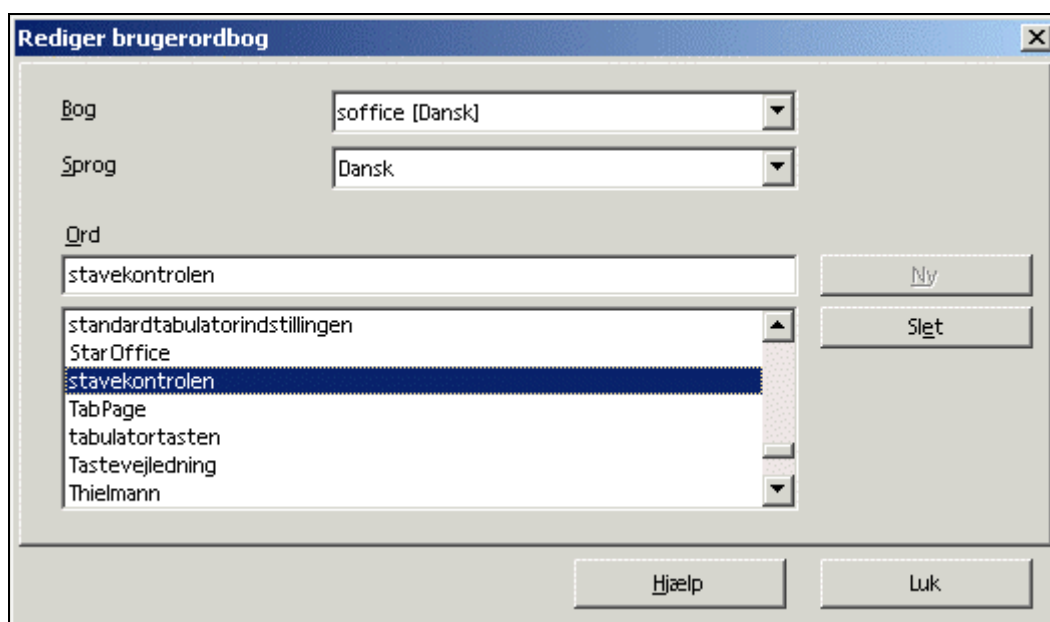 Rediger brugerordbog
Bog
soffice [Dansk]
Sprog
Dansk
Ord
stavekontrolen
Ny
standardtabulatorindstillingen
StarOffice
stavekontrolen
TabPage
tabulatortasten
Tastevejledning
Thielmann
Slet
Hjælp
Luk